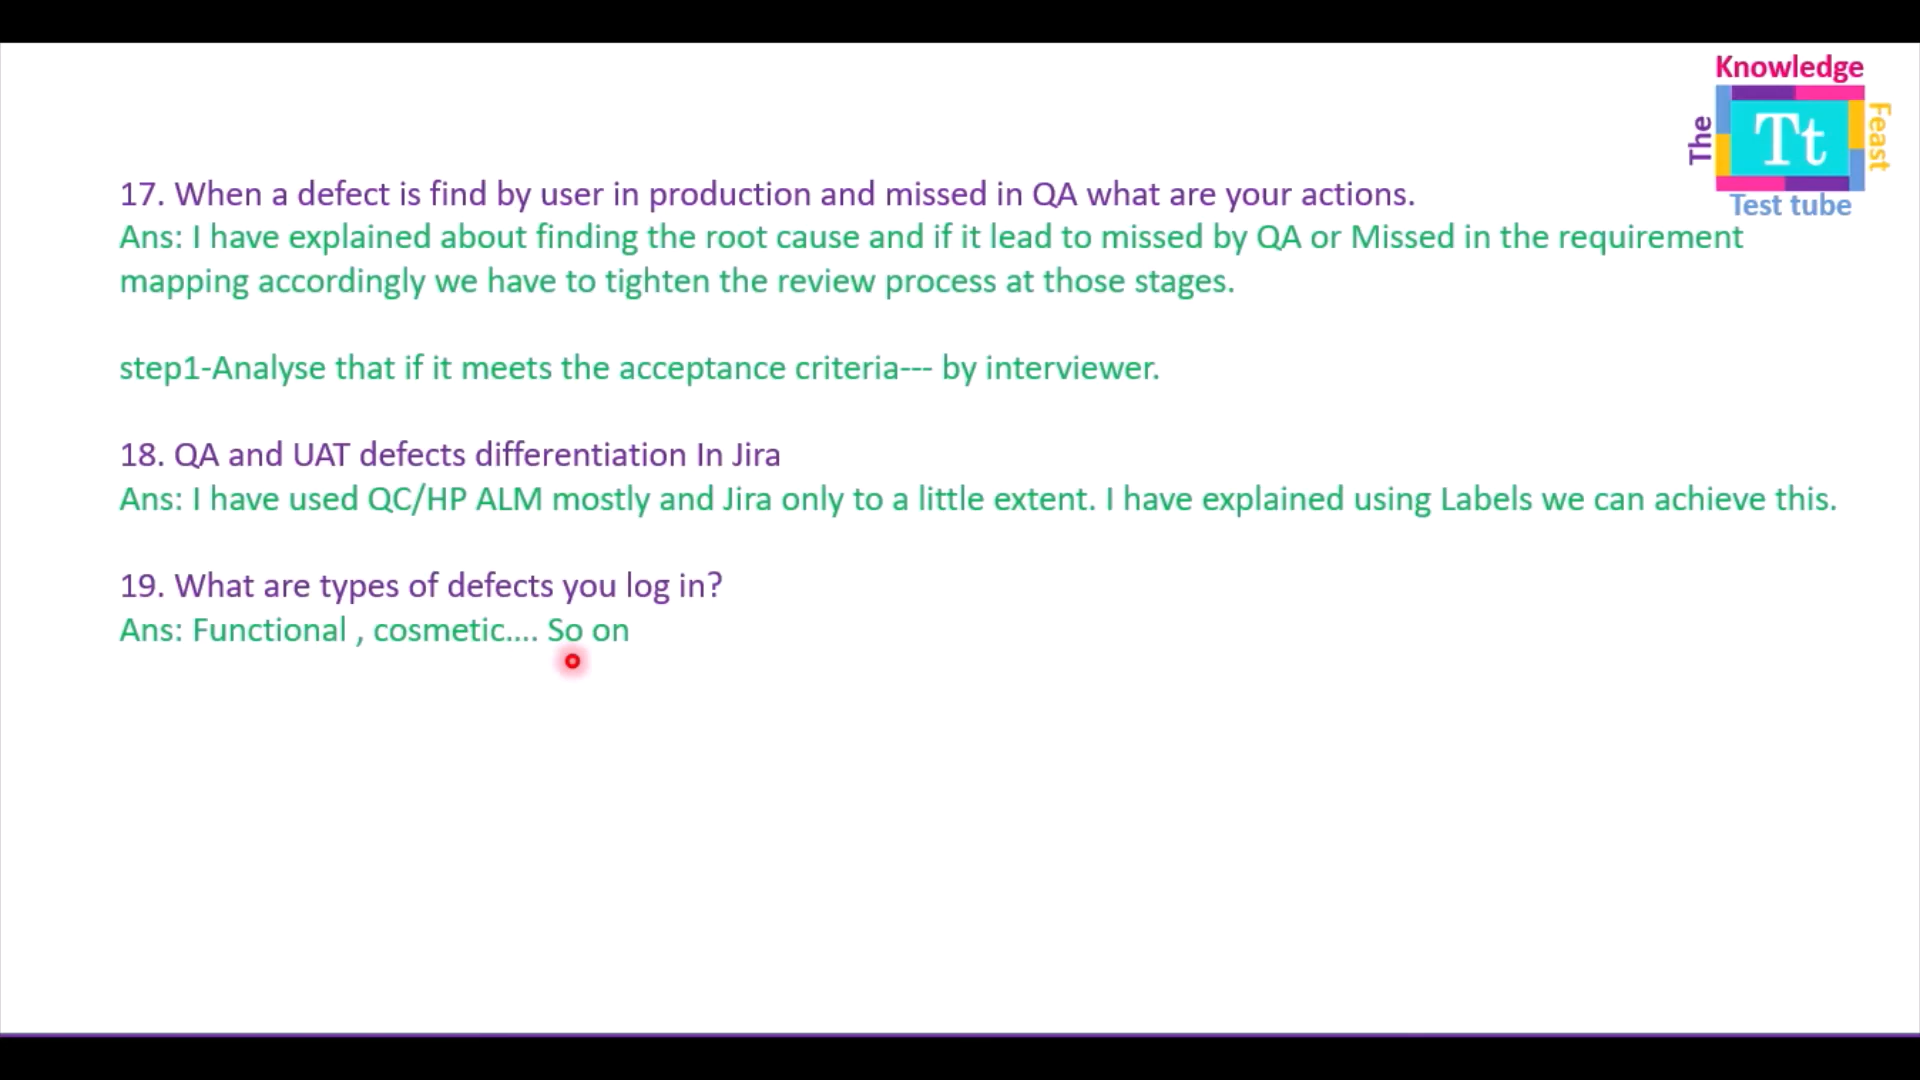 Knowledge
The
Tt
Feast
Test tube
17. When a defect is find by user in production and missed in QA what are your actions.
Ans: I have explained about finding the root cause and if it lead to missed by QA or Missed in the requirement
mapping accordingly we have to tighten the review process at those stages.
step1-Analyse that if it meets the acceptance criteria--- by interviewer.
18. QA and UAT defects differentiation In Jira
Ans: I have used QC/HP ALM mostly and Jira only to a little extent. I have explained using Labels we can achieve this.
19. What are types of defects you log in?
Ans: Functional , cosmetic.... So on